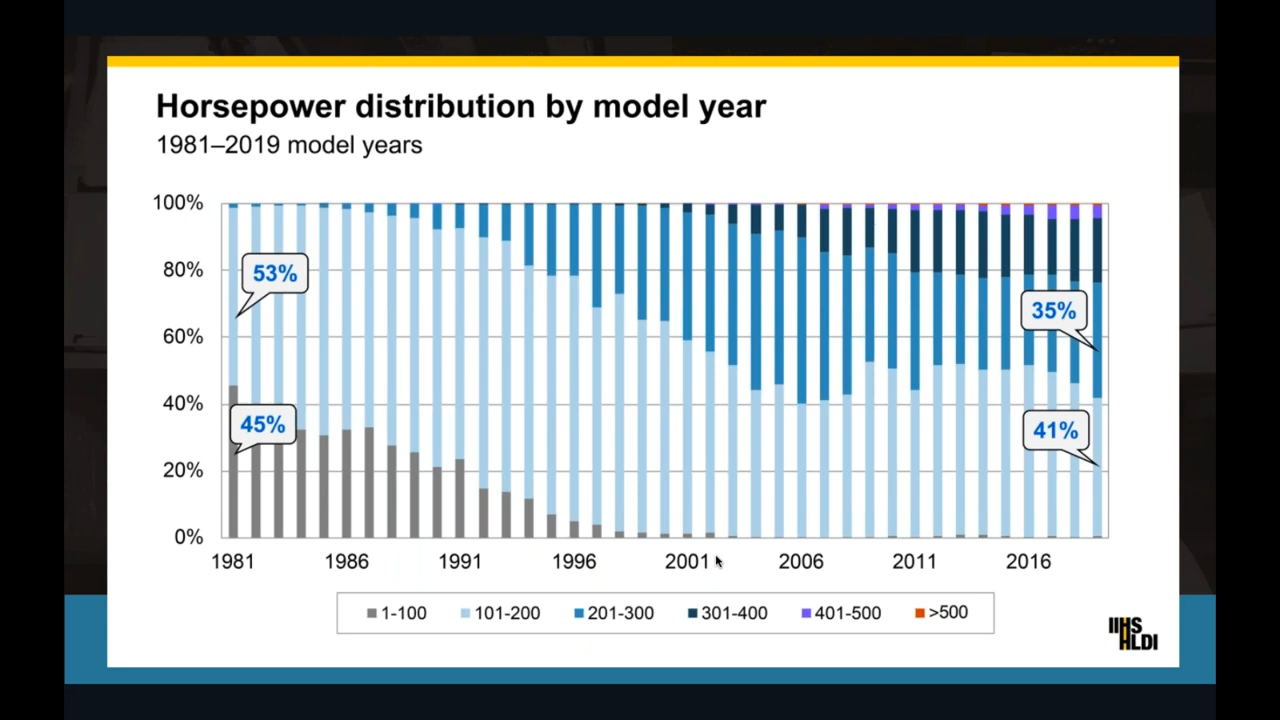 Horsepower distribution by model year
1981–2019 model years
100%
80%
60%
40%
20%
0%
53%
45%
35%
41%
1981 1986 1991 1996 2001 2006 2011 2016
1-100 101-200 201-300 301-400 401-500 >500
IIHS
HLDI